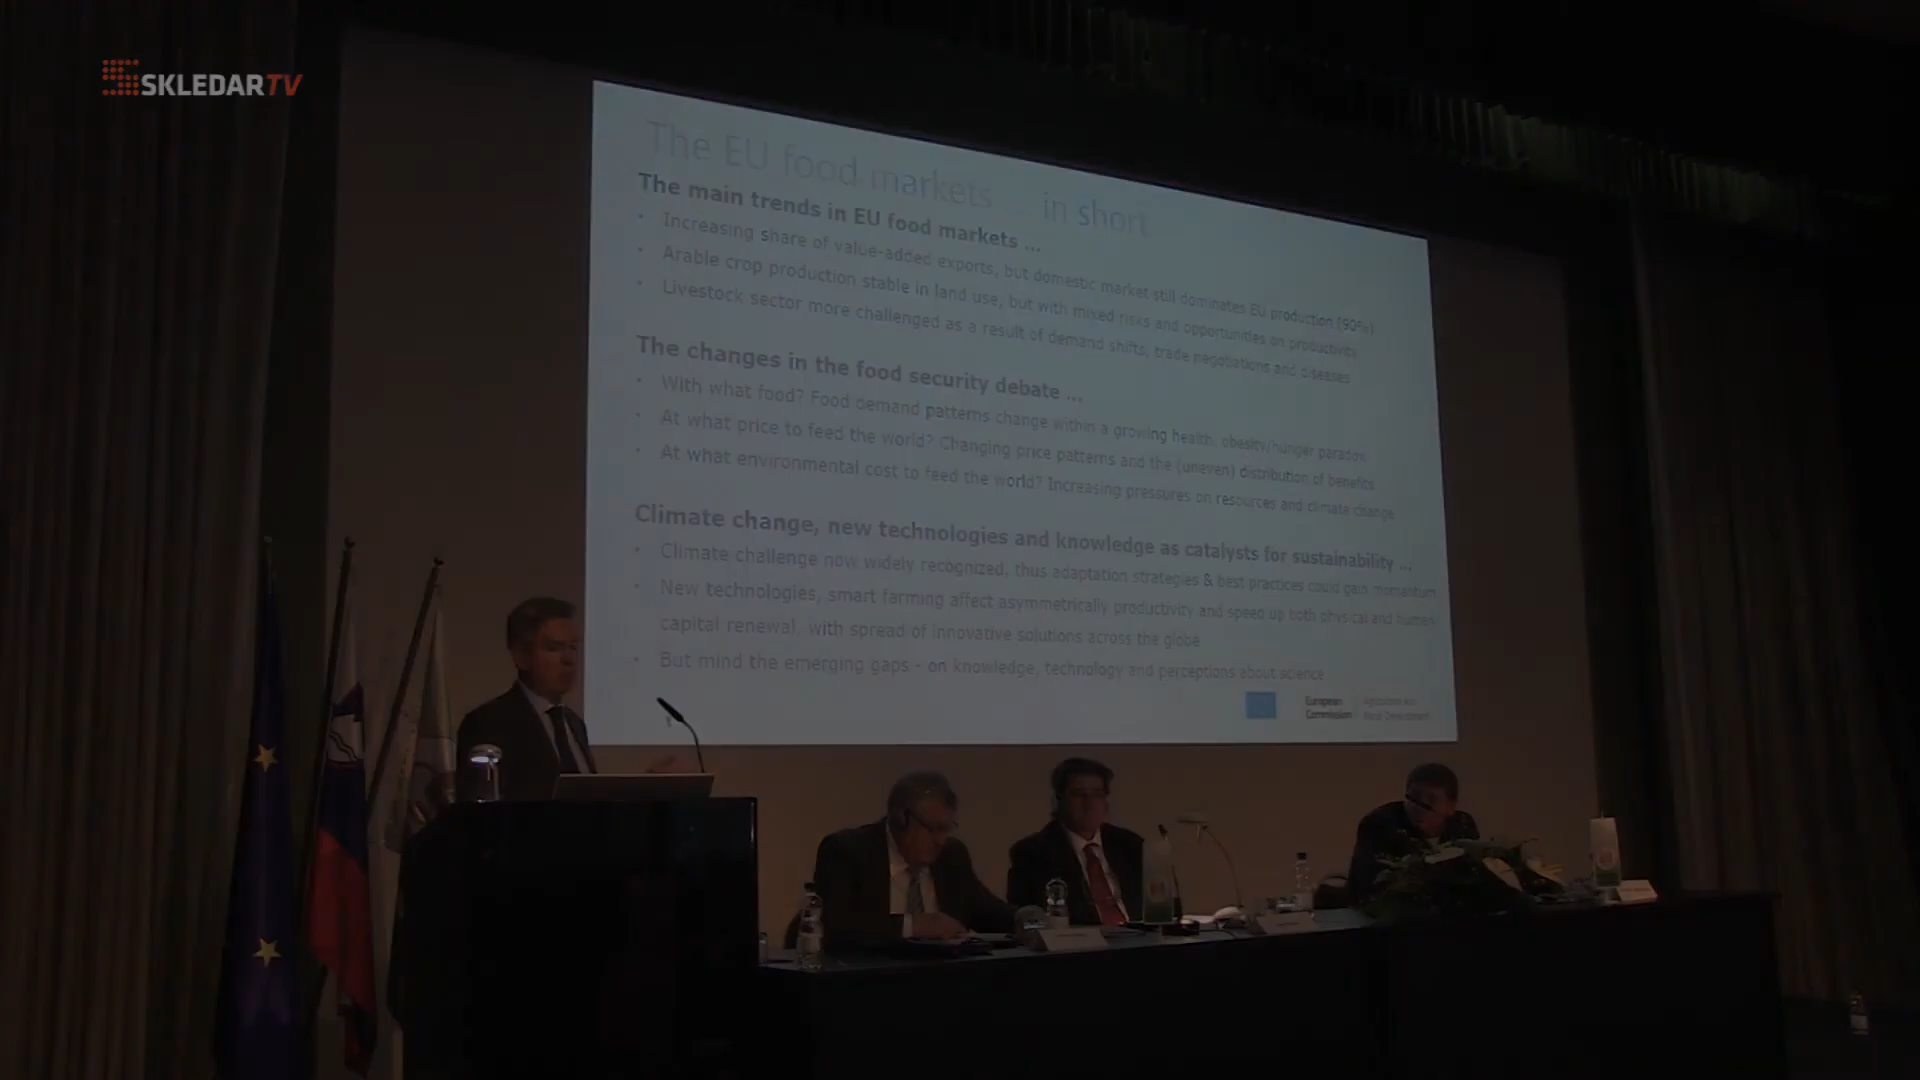 SKLEDARTV
The EU food markets ... in short
The main trends in EU food markets ...
• Increasing share of value-added exports, but domestic market still dominates EU production (90%)
• Arable crop production stable in land use, but with mixed risks and opportunities on productivity
• Livestock sector more challenged as a result of demand shifts, trade negotiations and diseases
The changes in the food security debate ...
• With what food? Food demand patterns change within a growing health, obesity/hunger paradox
• At what price to feed the world? Changing price patterns and the (uneven) distribution of benefits
• At what environmental cost to feed the world? Increasing pressures on resources and climate change
Climate change, new technologies and knowledge as catalysts for sustainability ...
• Climate challenge now widely recognized, thus adaptation strategies & best practices could gain momentum
• New technologies, smart farming affect asymmetrically productivity and speed up both physical and human
capital renewal, with spread of innovative solutions across the globe
• But mind the emerging gaps - on knowledge, technology and perceptions about science
European
Commission
Agriculture and
Rural Development